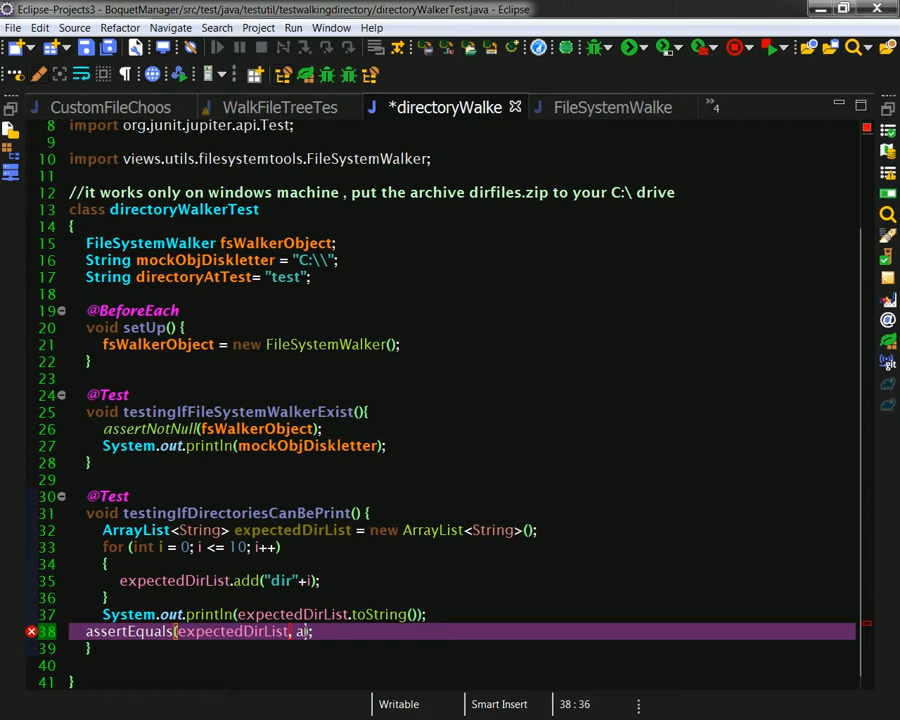 Eclipse-Projects3 - BoquetManager/src/test/java/testutil/testwalkingdirectory/directoryWalkerTest.java - Eclipse
File Edit Source Refactor Navigate Search Project Run Window Help
CustomFileChoos WalkFileTreeTes *directoryWalke FileSystemWalke »4
8 import org.junit.jupiter.api.Test;
9
10 import views.utils.filesystemtools.FileSystemWalker;
11
12 //it works only on windows machine , put the archive dirfiles.zip to your C:\ drive
13 class directoryWalkerTest
14 {
15 FileSystemWalker fsWalkerObject;
16 String mockObjDiskletter = "C:\\";
17 String directoryAtTest= "test";
18
19 @BeforeEach
20 void setUp() {
21 fsWalkerObject = new FileSystemWalker();
22 }
23
24 @Test
25 void testingIfFileSystemWalkerExist(){
26 assertNotNull(fsWalkerObject);
27 System.out.println(mockObjDiskletter);
28 }
29
30 @Test
31 void testingIfDirectoriesCanBePrint() {
32 ArrayList<String> expectedDirList = new ArrayList<String>();
33 for (int i = 0; i <= 10; i++)
34 {
35 expectedDirList.add("dir"+i);
36 }
37 System.out.println(expectedDirList.toString());
38 assertEquals(expectedDirList, a);
39 }
40
41 }
Writable Smart Insert 38 : 36
git